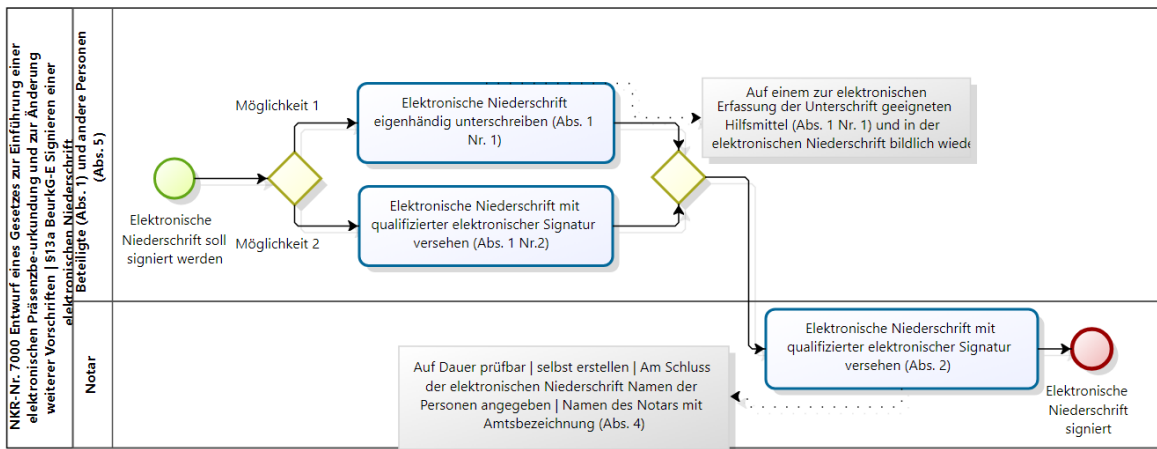 NKR-Nr. 7000 Entwurf eines Gesetzes zur Einführung einer
elektronischen Präsenzbe-urkundung und zur Änderung
weiterer Vorschriften | §13a BeurkG-E Signieren einer
elektronischen Niederschrift
Beteiligte (Abs. 1) und andere Personen
(Abs. 5)
Elektronische
Niederschrift soll
signiert werden
Möglichkeit 1
Möglichkeit 2
Elektronische Niederschrift
eigenhändig unterschreiben (Abs. 1
Nr. 1)
Elektronische Niederschrift mit
qualifizierter elektronischer Signatur
versehen (Abs. 1 Nr.2)
Auf einem zur elektronischen
Erfassung der Unterschrift geeigneten
Hilfsmittel (Abs. 1 Nr. 1) und in der
elektronischen Niederschrift bildlich wiede
Notar
Auf Dauer prüfbar | selbst erstellen | Am Schluss
der elektronischen Niederschrift Namen der
Personen angegeben | Namen des Notars mit
Amtsbezeichnung (Abs. 4)
Elektronische Niederschrift mit
qualifizierter elektronischer Signatur
versehen (Abs. 2)
Elektronische
Niederschrift
signiert